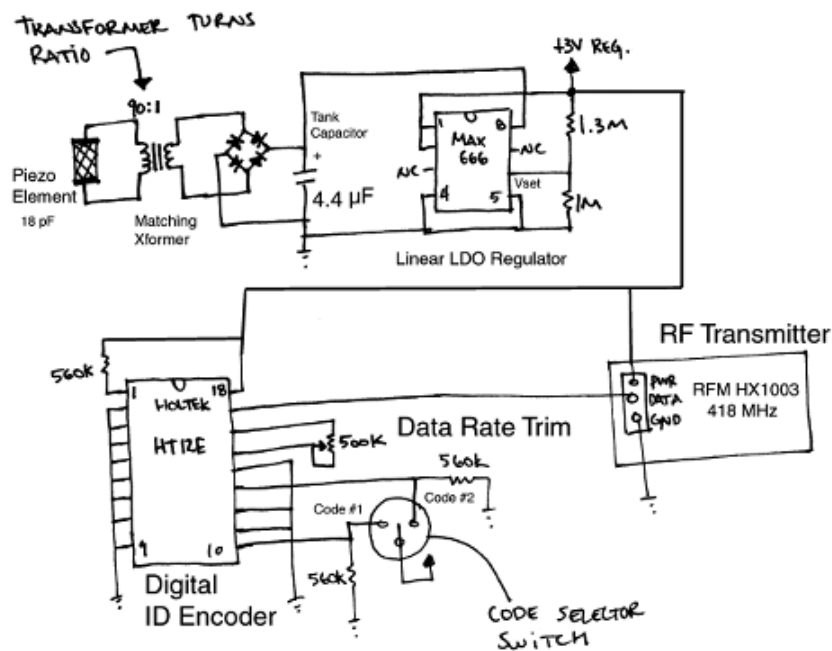 TRANSFORMER TURNS
RATIO
90:1
Piezo
Element
18 pF
Matching
Xformer
Tank
Capacitor
+
4.4 µF
+3V REG.
1
8
MAX
666
NC
NC
4
5
Vset
1.3M
1M
Linear LDO Regulator
560K
1
18
HOLTEK
HT12E
9
10
Digital
ID Encoder
500K
Data Rate Trim
560K
Code #1
Code #2
560K
CODE SELECTOR
SWITCH
RF Transmitter
PWR
DATA
GND
RFM HX1003
418 MHz